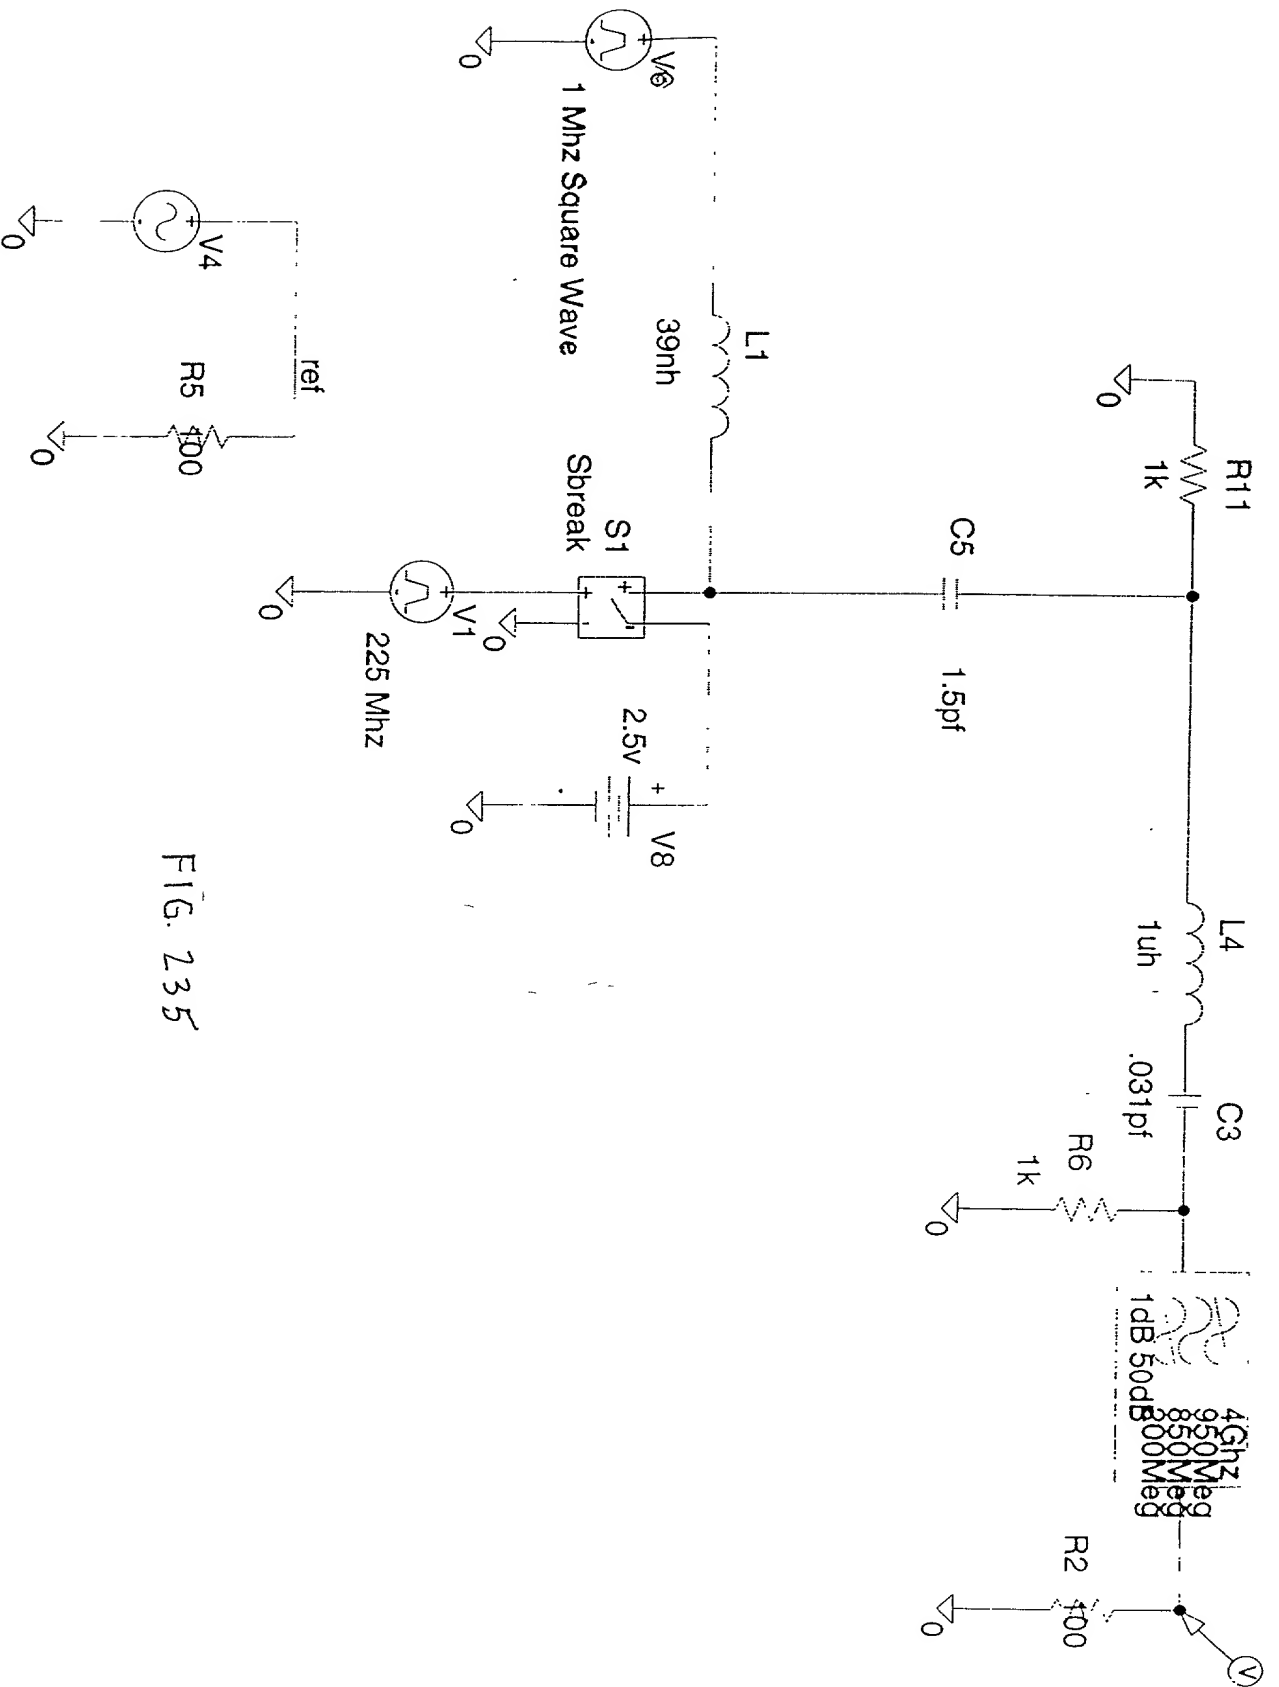 R11
1k
0
L4
1uh
C3
.031pf
R6
1k
0
4Ghz
950Meg
850Meg
1dB 50dB
R2
100
0
V
C5
1.5pf
V6
0
1 Mhz Square Wave
L1
39nh
S1
Sbreak
+
-
+
-
0
V1
+
-
225 Mhz
0
2.5v
+
-
V8
0
V4
+
-
0
ref
R5
100
0
FIG. 235